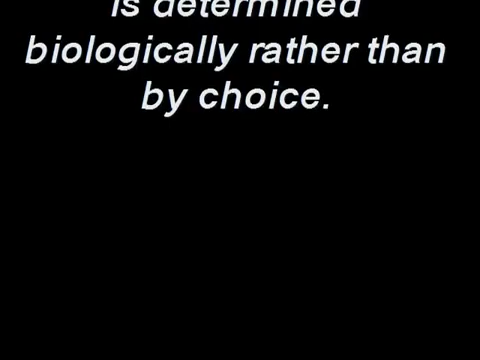 is determined
biologically rather than
by choice.